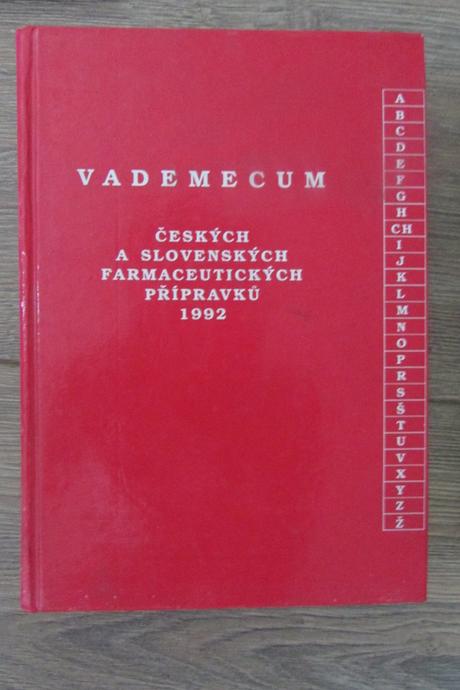 VADEMECUM
ČESKÝCH
A SLOVENSKÝCH
FARMACEUTICKÝCH
PŘÍPRAVKŮ
1992
A
B
C
D
E
F
G
H
CH
I
J
K
L
M
N
O
P
R
S
Š
T
U
V
X
Y
Z
Ž